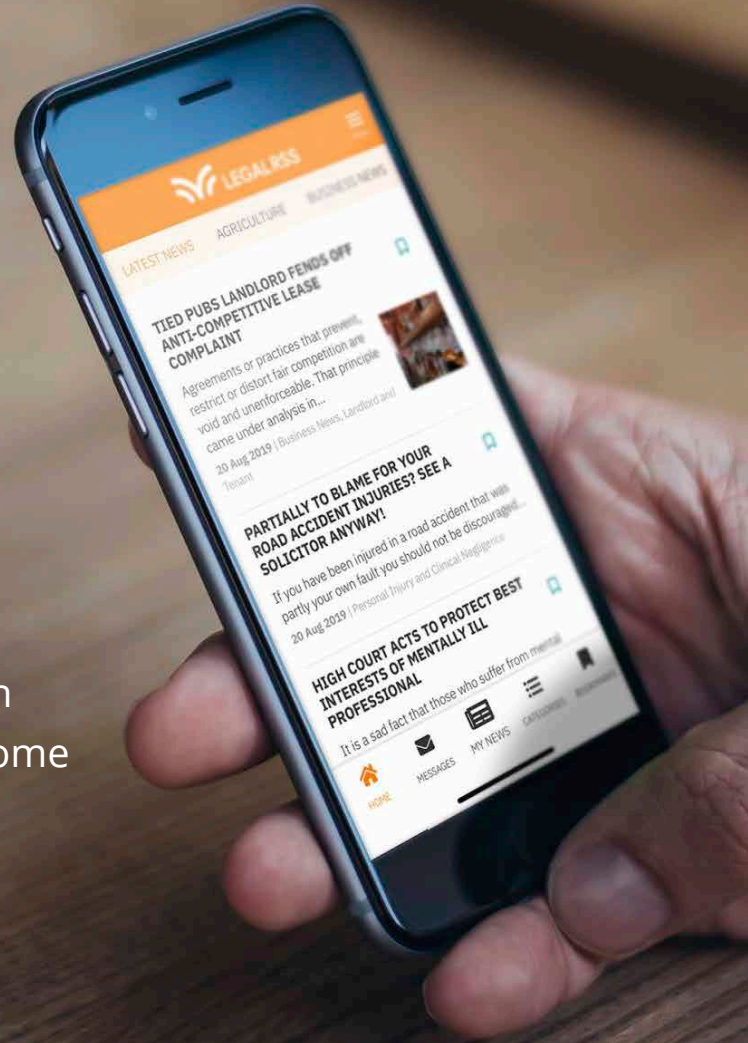 LEGALRSS
LATEST NEWS AGRICULTURE BUSINESS NEWS
TIED PUBS LANDLORD FENDS OFF
ANTI-COMPETITIVE LEASE
COMPLAINT
Agreements or practices that prevent,
restrict or distort fair competition are
void and unenforceable. That principle
came under analysis in...
20 Aug 2019 | Business News, Landlord and
Tenant
PARTIALLY TO BLAME FOR YOUR
ROAD ACCIDENT INJURIES? SEE A
SOLICITOR ANYWAY!
If you have been injured in a road accident that was
partly your own fault you should not be discouraged...
20 Aug 2019 | Personal Injury and Clinical Negligence
HIGH COURT ACTS TO PROTECT BEST
INTERESTS OF MENTALLY ILL
PROFESSIONAL
It is a sad fact that those who suffer from mental
HOME MESSAGES MY NEWS CATEGORIES BOOKMARKS
ome